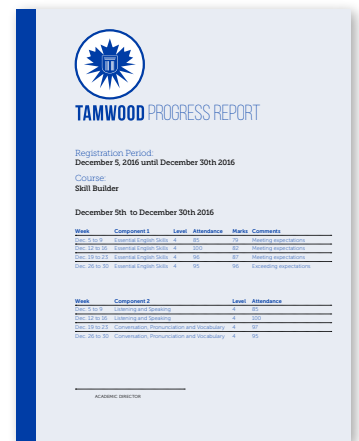 TAMWOOD PROGRESS REPORT
Registration Period:
December 5, 2016 until December 30th 2016
Course:
Skill Builder
December 5th to December 30th 2016
Week Component 1 Level Attendance Marks Comments
Dec. 5 to 9 Essential English Skills 4 85 79 Meeting expectations
Dec. 12 to 16 Essential English Skills 4 100 82 Meeting expectations
Dec. 19 to 23 Essential English Skills 4 96 87 Meeting expectations
Dec. 26 to 30 Essential English Skills 4 95 96 Exceeding expectations
Week Component 2 Level Attendance
Dec. 5 to 9 Listening and Speaking 4 85
Dec. 12 to 16 Listening and Speaking 4 100
Dec. 19 to 23 Conversation, Pronunciation and Vocabulary 4 97
Dec. 26 to 30 Conversation, Pronunciation and Vocabulary 4 95
ACADEMIC DIRECTOR